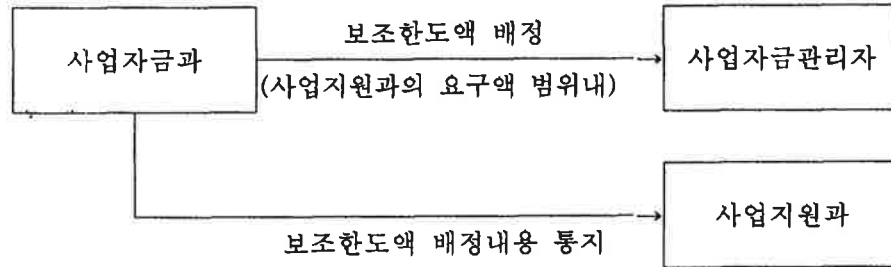 보조한도액 배정
사업자금과
사업자금관리자
(사업지원과의 요구액 범위내)
사업지원과
보조한도액 배정내용 통지